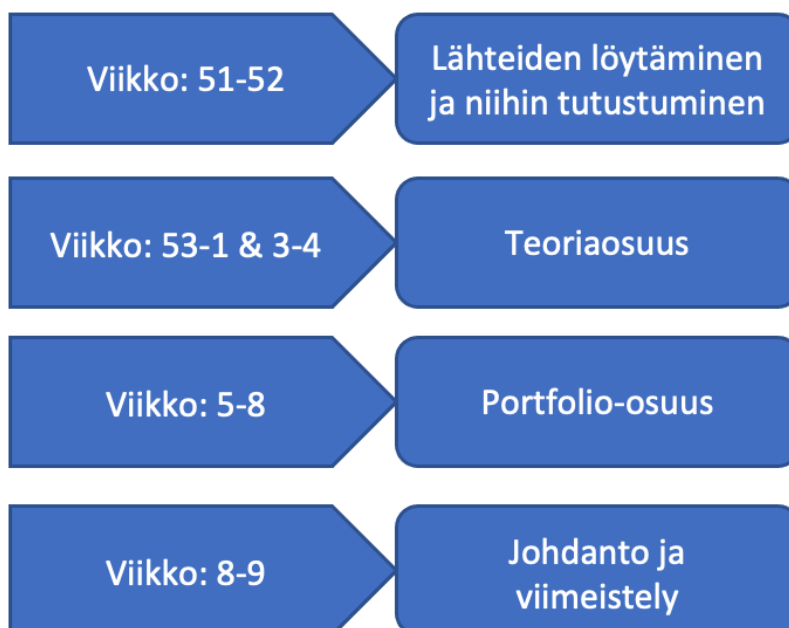 Viikko: 51-52
Lähteiden löytäminen
ja niihin tutustuminen
Viikko: 53-1 & 3-4
Teoriaosuus
Viikko: 5-8
Portfolio-osuus
Viikko: 8-9
Johdanto ja
viimeistely